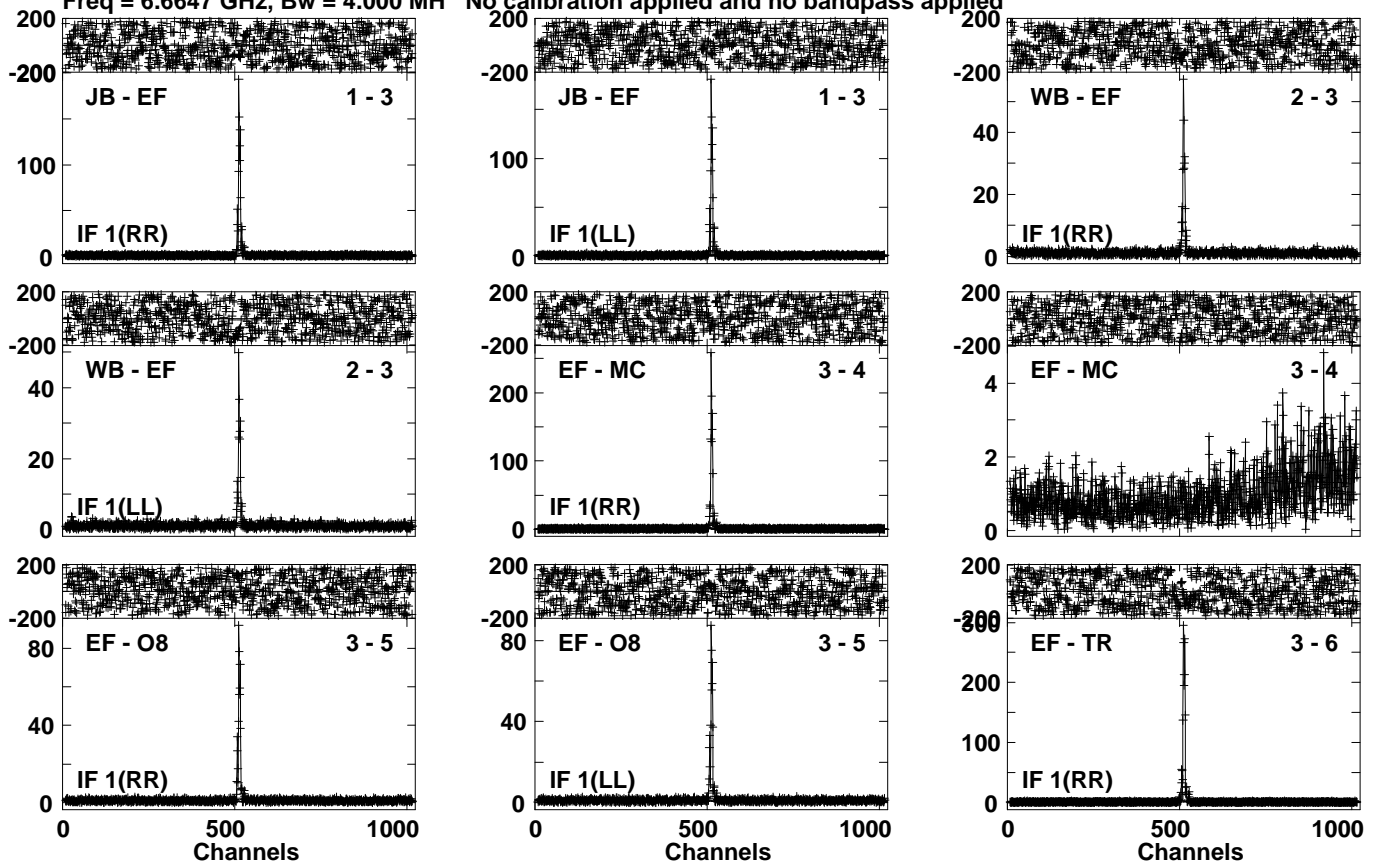 Freq = 6.6647 GHz, Bw = 4.000 MH No calibration applied and no bandpass applied
200 200 200
-200 -200 -200
JB - EF 1 - 3 JB - EF 1 - 3 WB - EF 2 - 3
100 100 40
20
IF 1(RR) IF 1(LL) IF 1(RR)
0 0 0
200 200 200
-200 -200 -200
WB - EF 2 - 3 EF - MC 3 - 4 EF - MC 3 - 4
40 200 4
20 100 2
IF 1(LL) IF 1(RR)
0 0 0
200 200 200
-200 -200 -200
300
EF - O8 3 - 5 EF - O8 3 - 5 EF - TR 3 - 6
80 80 200
40 40 100
IF 1(RR) IF 1(LL) IF 1(RR)
0 0 0
0 500 1000 0 500 1000 0 500 1000
Channels Channels Channels